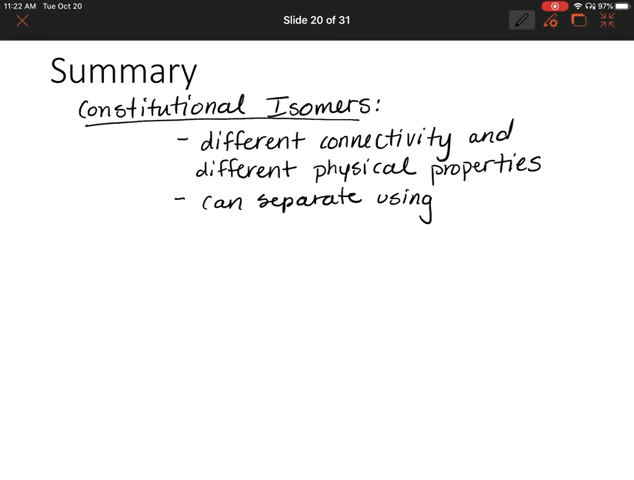 11:22 AM Tue Oct 20
97%
Slide 20 of 31
Summary
Constitutional Isomers:
- different connectivity and
different physical properties
- can separate using